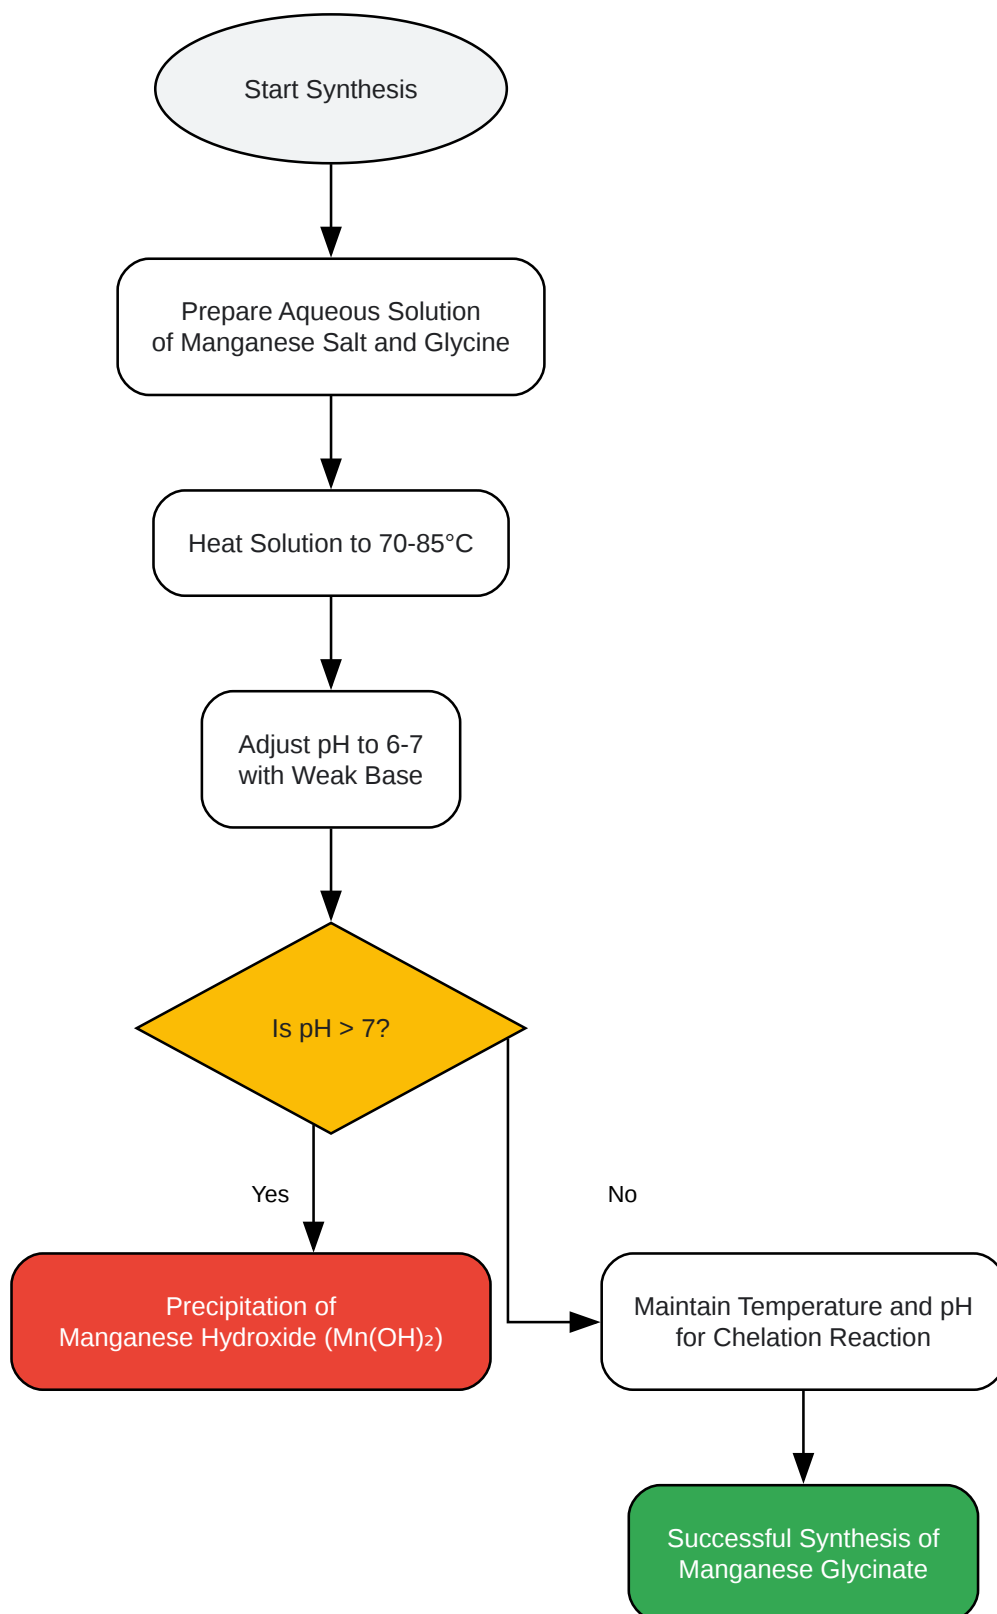 Start Synthesis
Prepare Aqueous Solution
of Manganese Salt and Glycine
Heat Solution to 70-85°C
Adjust pH to 6-7
with Weak Base
Is pH > 7?
Yes
No
Precipitation of
Manganese Hydroxide (Mn(OH)₂)
Maintain Temperature and pH
for Chelation Reaction
Successful Synthesis of
Manganese Glycinate